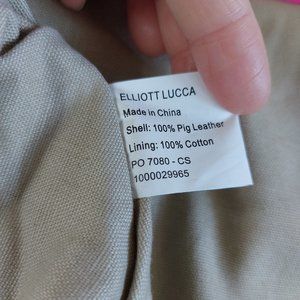 ELLIOTT LUCCA
Made in China
Shell: 100% Pig Leather
Lining: 100% Cotton
PO 7080 - CS
1000029965